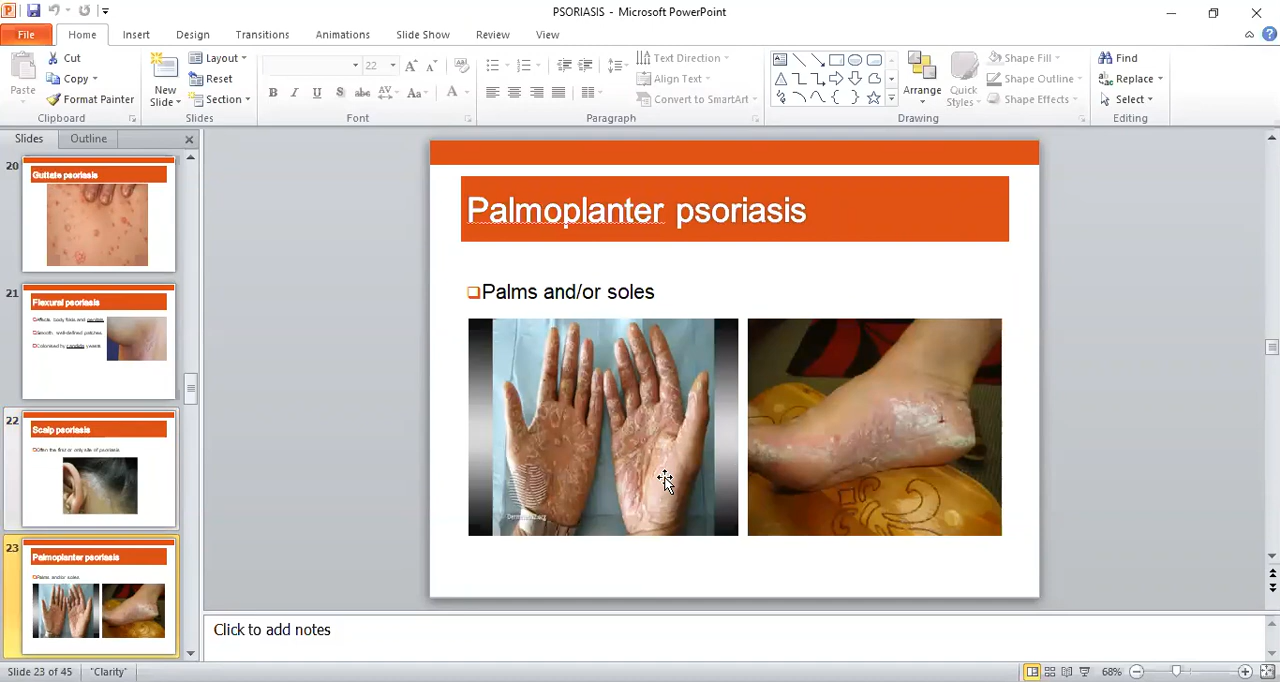 PSORIASIS - Microsoft PowerPoint
File Home Insert Design Transitions Animations Slide Show Review View
Paste
Cut
Copy
Format Painter
Clipboard
New Slide
Layout
Reset
Section
Slides
22
B I U S abc AV Aa A
Font
Text Direction
Align Text
Convert to SmartArt
Paragraph
Arrange
Quick Styles
Shape Fill
Shape Outline
Shape Effects
Drawing
Find
Replace
Select
Editing
Slides Outline
20
Guttate psoriasis
21
Flexural psoriasis
22
Scalp psoriasis
Often the first or only site of psoriasis
23
Palmoplanter psoriasis
Palms and/or soles
Palmoplanter psoriasis
Palms and/or soles
Click to add notes
Slide 23 of 45 "Clarity" 68%